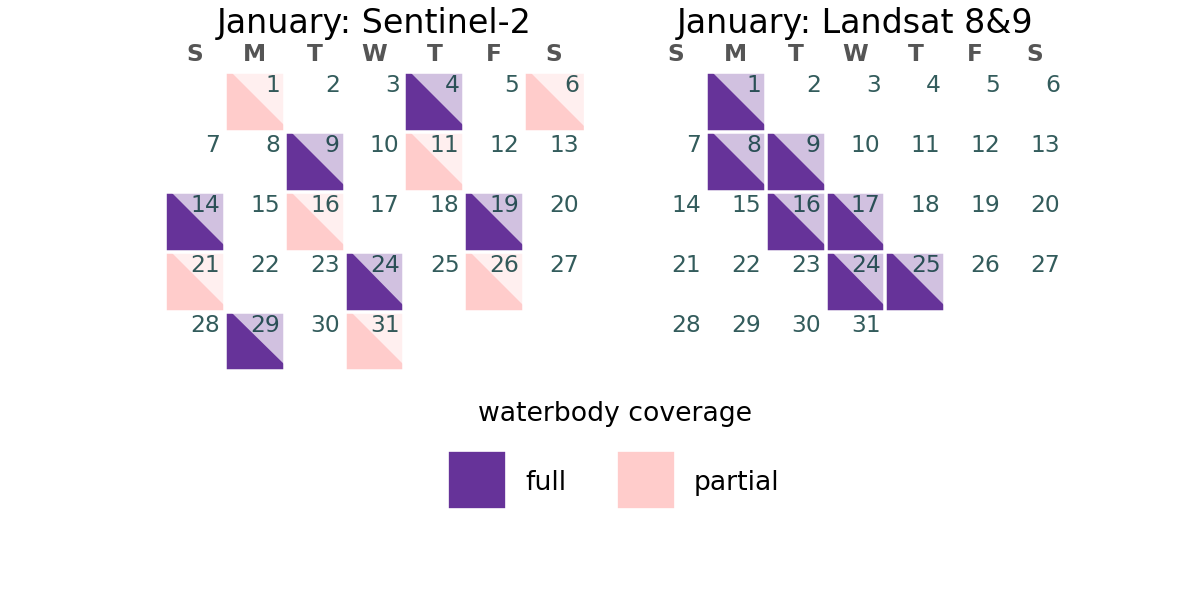 January: Sentinel-2
S M T W T F S
1 2 3 4 5 6
7 8 9 10 11 12 13
14 15 16 17 18 19 20
21 22 23 24 25 26 27
28 29 30 31
January: Landsat 8&9
S M T W T F S
1 2 3 4 5 6
7 8 9 10 11 12 13
14 15 16 17 18 19 20
21 22 23 24 25 26 27
28 29 30 31
waterbody coverage
full partial